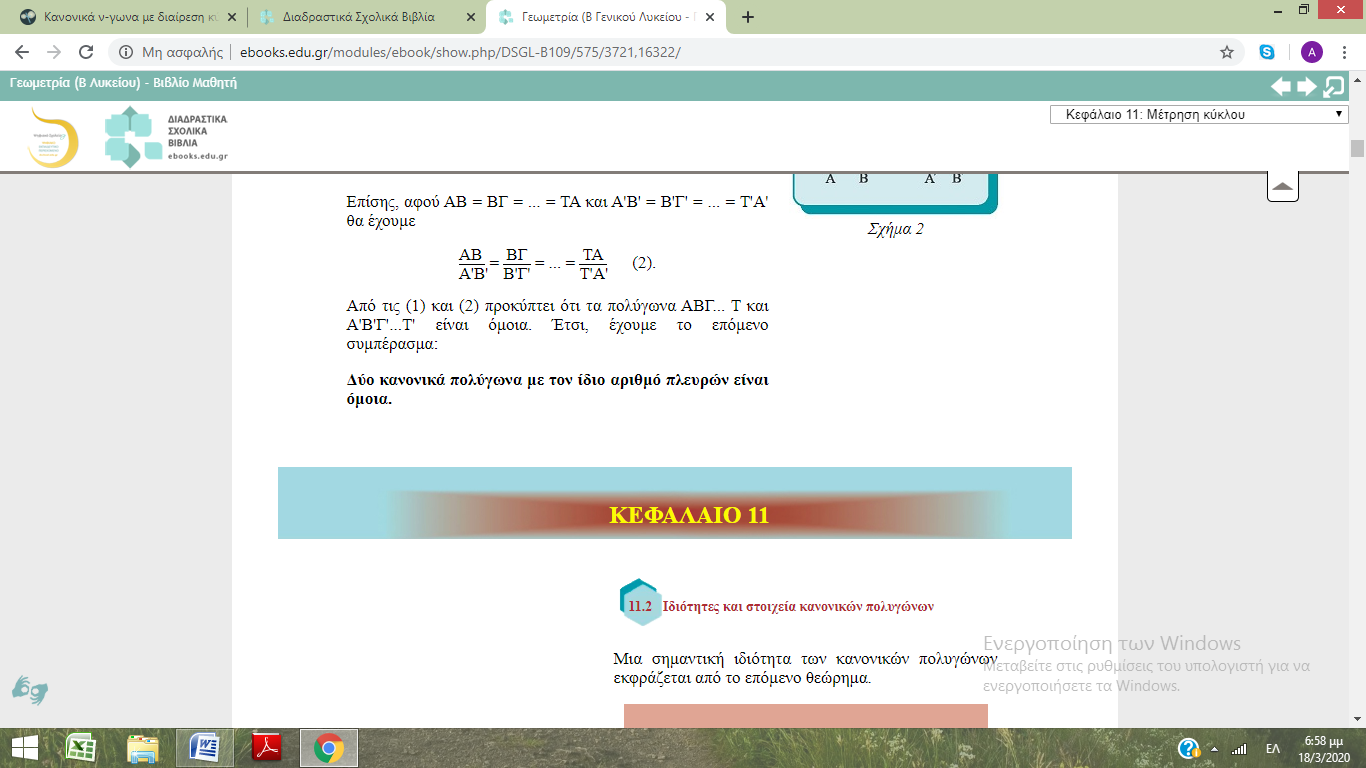 Κανονικά ν-γωνα με διαίρεση κι
Διαδραστικά Σχολικά Βιβλία
Γεωμετρία (Β Γενικού Λυκείου -
Μη ασφαλής
ebooks.edu.gr/modules/ebook/show.php/DSGL-B109/575/3721,16322/
A
Γεωμετρία (Β Λυκείου) - Βιβλίο Μαθητή
ΔΙΑΔΡΑΣΤΙΚΑ
ΣΧΟΛΙΚΑ
ΒΙΒΛΙΑ
ebooks.edu.gr
Κεφάλαιο 11: Μέτρηση κύκλου
Α Β Α' Β'
Σχήμα 2
Επίσης, αφού ΑΒ = ΒΓ = ... = ΤΑ και Α'Β' = Β'Γ' = ... = Τ'Α'
θα έχουμε
ΑΒ/Α'Β' = ΒΓ/Β'Γ' = ... = ΤΑ/Τ'Α' (2).
Από τις (1) και (2) προκύπτει ότι τα πολύγωνα ΑΒΓ... Τ και
Α'Β'Γ'...Τ' είναι όμοια. Έτσι, έχουμε το επόμενο
συμπέρασμα:
Δύο κανονικά πολύγωνα με τον ίδιο αριθμό πλευρών είναι
όμοια.
ΚΕΦΑΛΑΙΟ 11
11.2 Ιδιότητες και στοιχεία κανονικών πολυγώνων
Μια σημαντική ιδιότητα των κανονικών πολυγώνων
εκφράζεται από το επόμενο θεώρημα.
Ενεργοποίηση των Windows
Μεταβείτε στις ρυθμίσεις του υπολογιστή για να
ενεργοποιήσετε τα Windows.
ΕΛ
6:58 μμ
18/3/2020